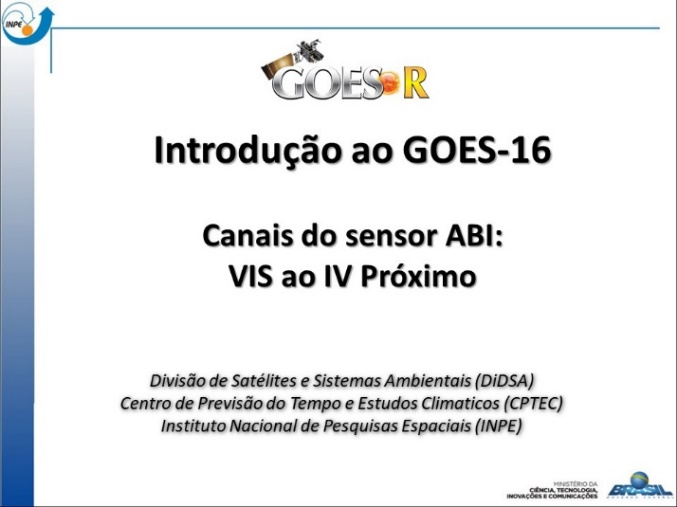 INPE
GOES R
Introdução ao GOES-16
Canais do sensor ABI:
VIS ao IV Próximo
Divisão de Satélites e Sistemas Ambientais (DiDSA)
Centro de Previsão do Tempo e Estudos Climaticos (CPTEC)
Instituto Nacional de Pesquisas Espaciais (INPE)
MINISTÉRIO DA
CIÊNCIA, TECNOLOGIA,
INOVAÇÕES E COMUNICAÇÕES
BRASIL